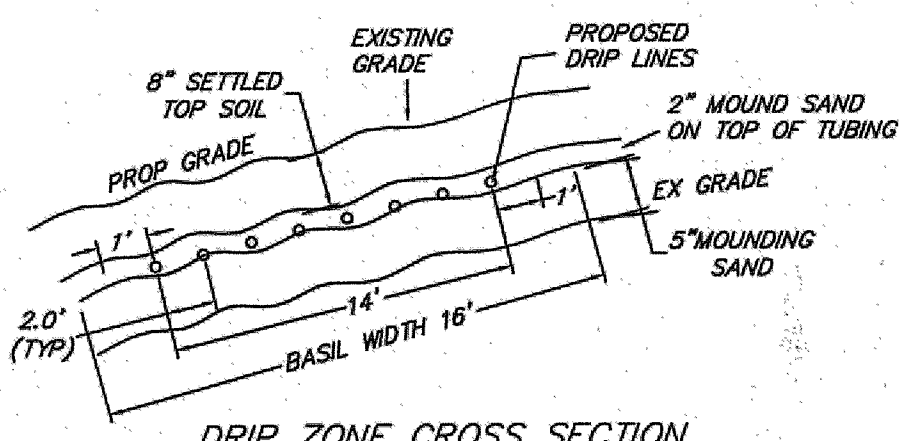 EXISTING
GRADE
PROPOSED
DRIP LINES
8" SETTLED
TOP SOIL
2" MOUND SAND
ON TOP OF TUBING
PROP GRADE
EX GRADE
1'
1'
5" MOUNDING
SAND
2.0'
(TYP)
14'
BASIL WIDTH 16'
DRIP ZONE CROSS SECTION